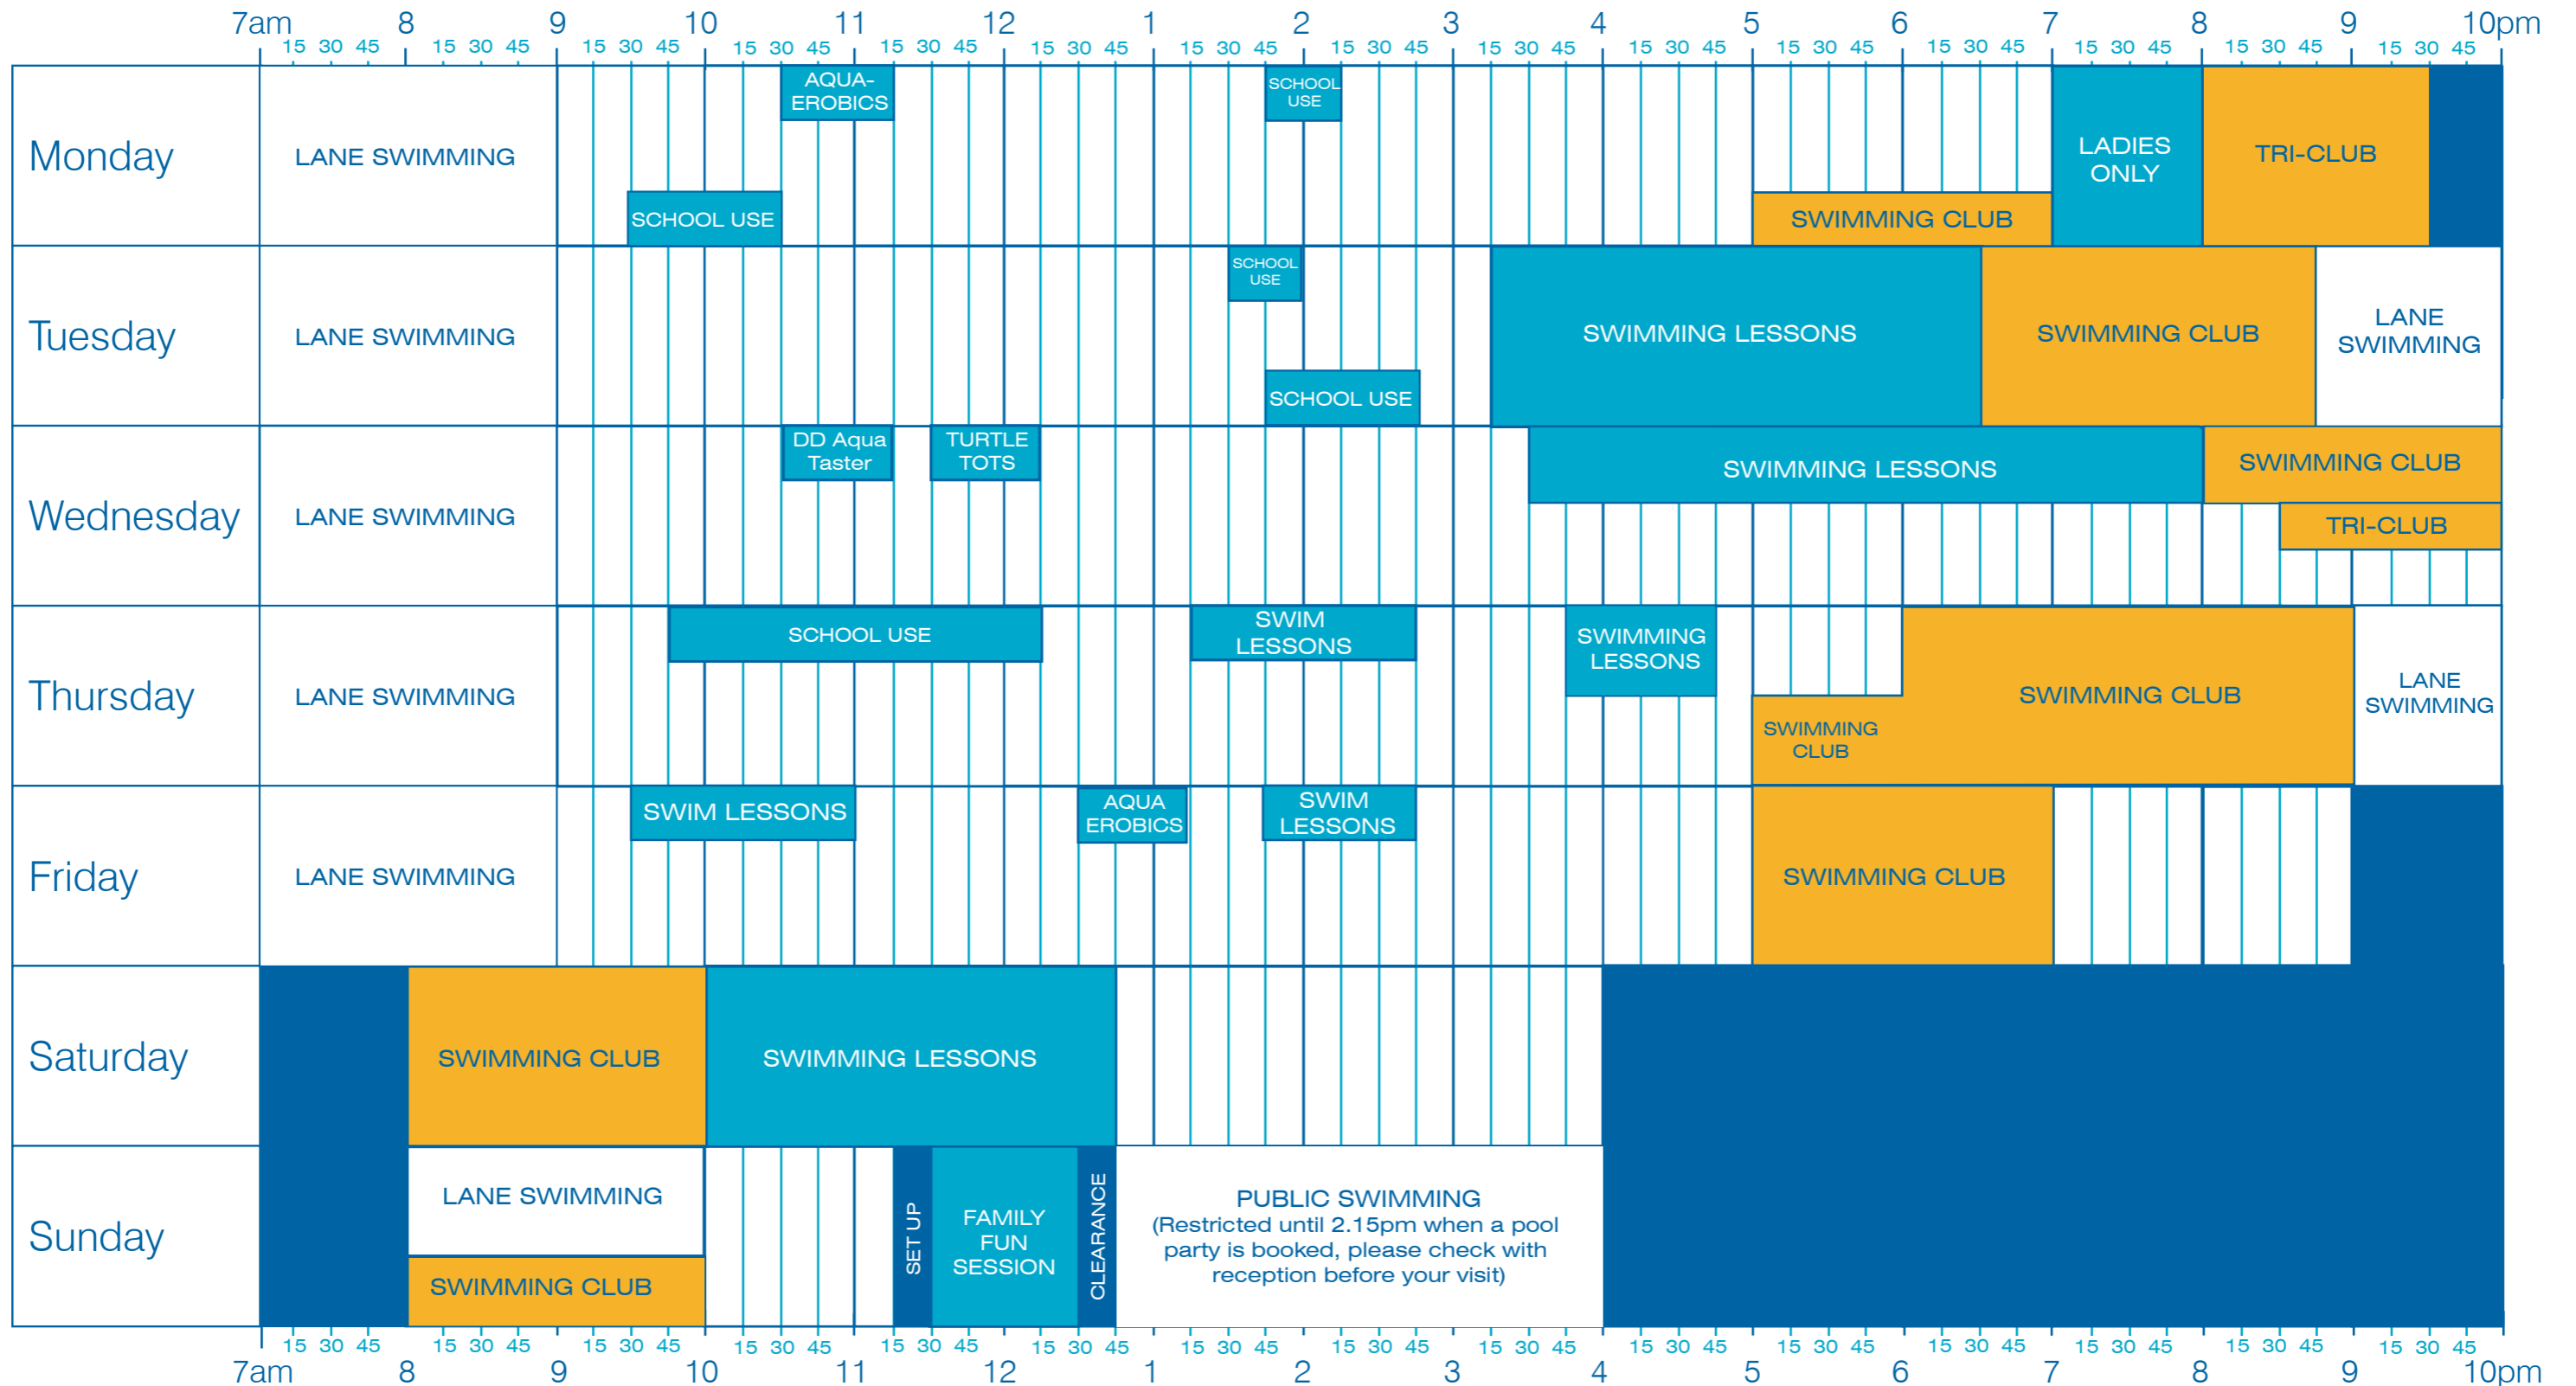 7am 8 9 10 11 12 1 2 3 4 5 6 7 8 9 10pm
15 30 45 15 30 45 15 30 45 15 30 45 15 30 45 15 30 45 15 30 45 15 30 45 15 30 45 15 30 45 15 30 45 15 30 45 15 30 45 15 30 45 15 30 45
Monday
LANE SWIMMING
SCHOOL USE
AQUA-
EROBICS
SCHOOL
USE
SWIMMING CLUB
LADIES
ONLY
TRI-CLUB
Tuesday
LANE SWIMMING
SCHOOL
USE
SCHOOL USE
SWIMMING LESSONS
SWIMMING CLUB
LANE
SWIMMING
Wednesday
LANE SWIMMING
DD Aqua
Taster
TURTLE
TOTS
SWIMMING LESSONS
SWIMMING CLUB
TRI-CLUB
Thursday
LANE SWIMMING
SCHOOL USE
SWIM
LESSONS
SWIMMING
LESSONS
SWIMMING
CLUB
SWIMMING CLUB
LANE
SWIMMING
Friday
LANE SWIMMING
SWIM LESSONS
AQUA
EROBICS
SWIM
LESSONS
SWIMMING CLUB
Saturday
SWIMMING CLUB
SWIMMING LESSONS
Sunday
LANE SWIMMING
SWIMMING CLUB
SET UP
FAMILY
FUN
SESSION
CLEARANCE
PUBLIC SWIMMING
(Restricted until 2.15pm when a pool
party is booked, please check with
reception before your visit)
15 30 45 15 30 45 15 30 45 15 30 45 15 30 45 15 30 45 15 30 45 15 30 45 15 30 45 15 30 45 15 30 45 15 30 45 15 30 45 15 30 45 15 30 45
7am 8 9 10 11 12 1 2 3 4 5 6 7 8 9 10pm